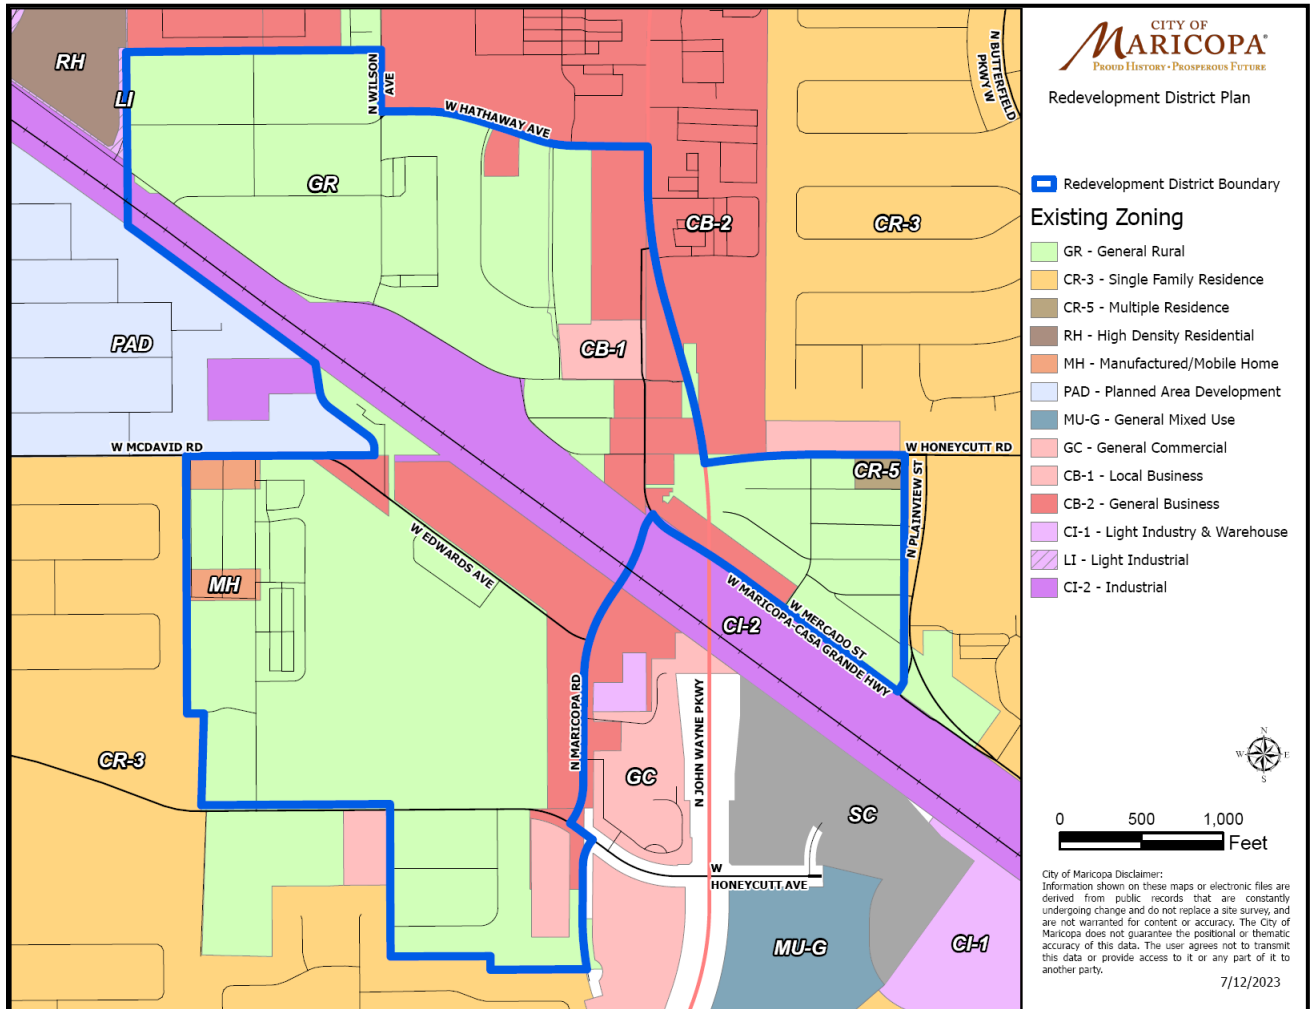 CITY OF
MARICOPA®
PROUD HISTORY • PROSPEROUS FUTURE
Redevelopment District Plan
Redevelopment District Boundary
Existing Zoning
GR - General Rural
CR-3 - Single Family Residence
CR-5 - Multiple Residence
RH - High Density Residential
MH - Manufactured/Mobile Home
PAD - Planned Area Development
MU-G - General Mixed Use
GC - General Commercial
CB-1 - Local Business
CB-2 - General Business
CI-1 - Light Industry & Warehouse
LI - Light Industrial
CI-2 - Industrial
N
W E
S
0 500 1,000
Feet
City of Maricopa Disclaimer:
Information shown on these maps or electronic files are
derived from public records that are constantly
undergoing change and do not replace a site survey, and
are not warranted for content or accuracy. The City of
Maricopa does not guarantee the positional or thematic
accuracy of this data. The user agrees not to transmit
this data or provide access to it or any part of it to
another party.
7/12/2023
RH
LI
N WILSON
AVE
W HATHAWAY AVE
N BUTTERFIELD
PKWY W
GR
CB-2
CR-3
PAD
CB-1
W MCDAVID RD
W HONEYCUTT RD
CR-5
N PLAINVIEW ST
W EDWARDS AVE
MH
W MERCADO ST
W MARICOPA-CASA GRANDE HWY
CI-2
N MARICOPA RD
N JOHN WAYNE PKWY
CR-3
GC
SC
W
HONEYCUTT AVE
MU-G
CI-1